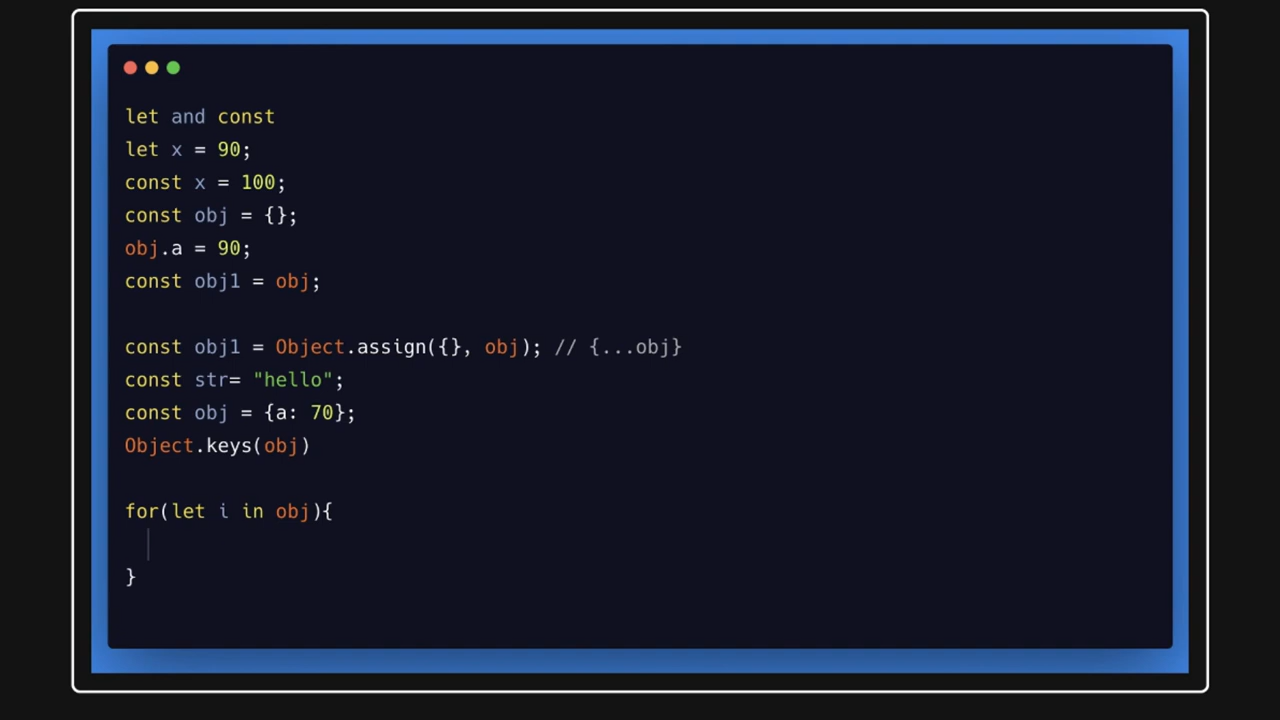 let and const
let x = 90;
const x = 100;
const obj = {};
obj.a = 90;
const obj1 = obj;
const obj1 = Object.assign({}, obj); // {...obj}
const str= "hello";
const obj = {a: 70};
Object.keys(obj)
for(let i in obj){
}